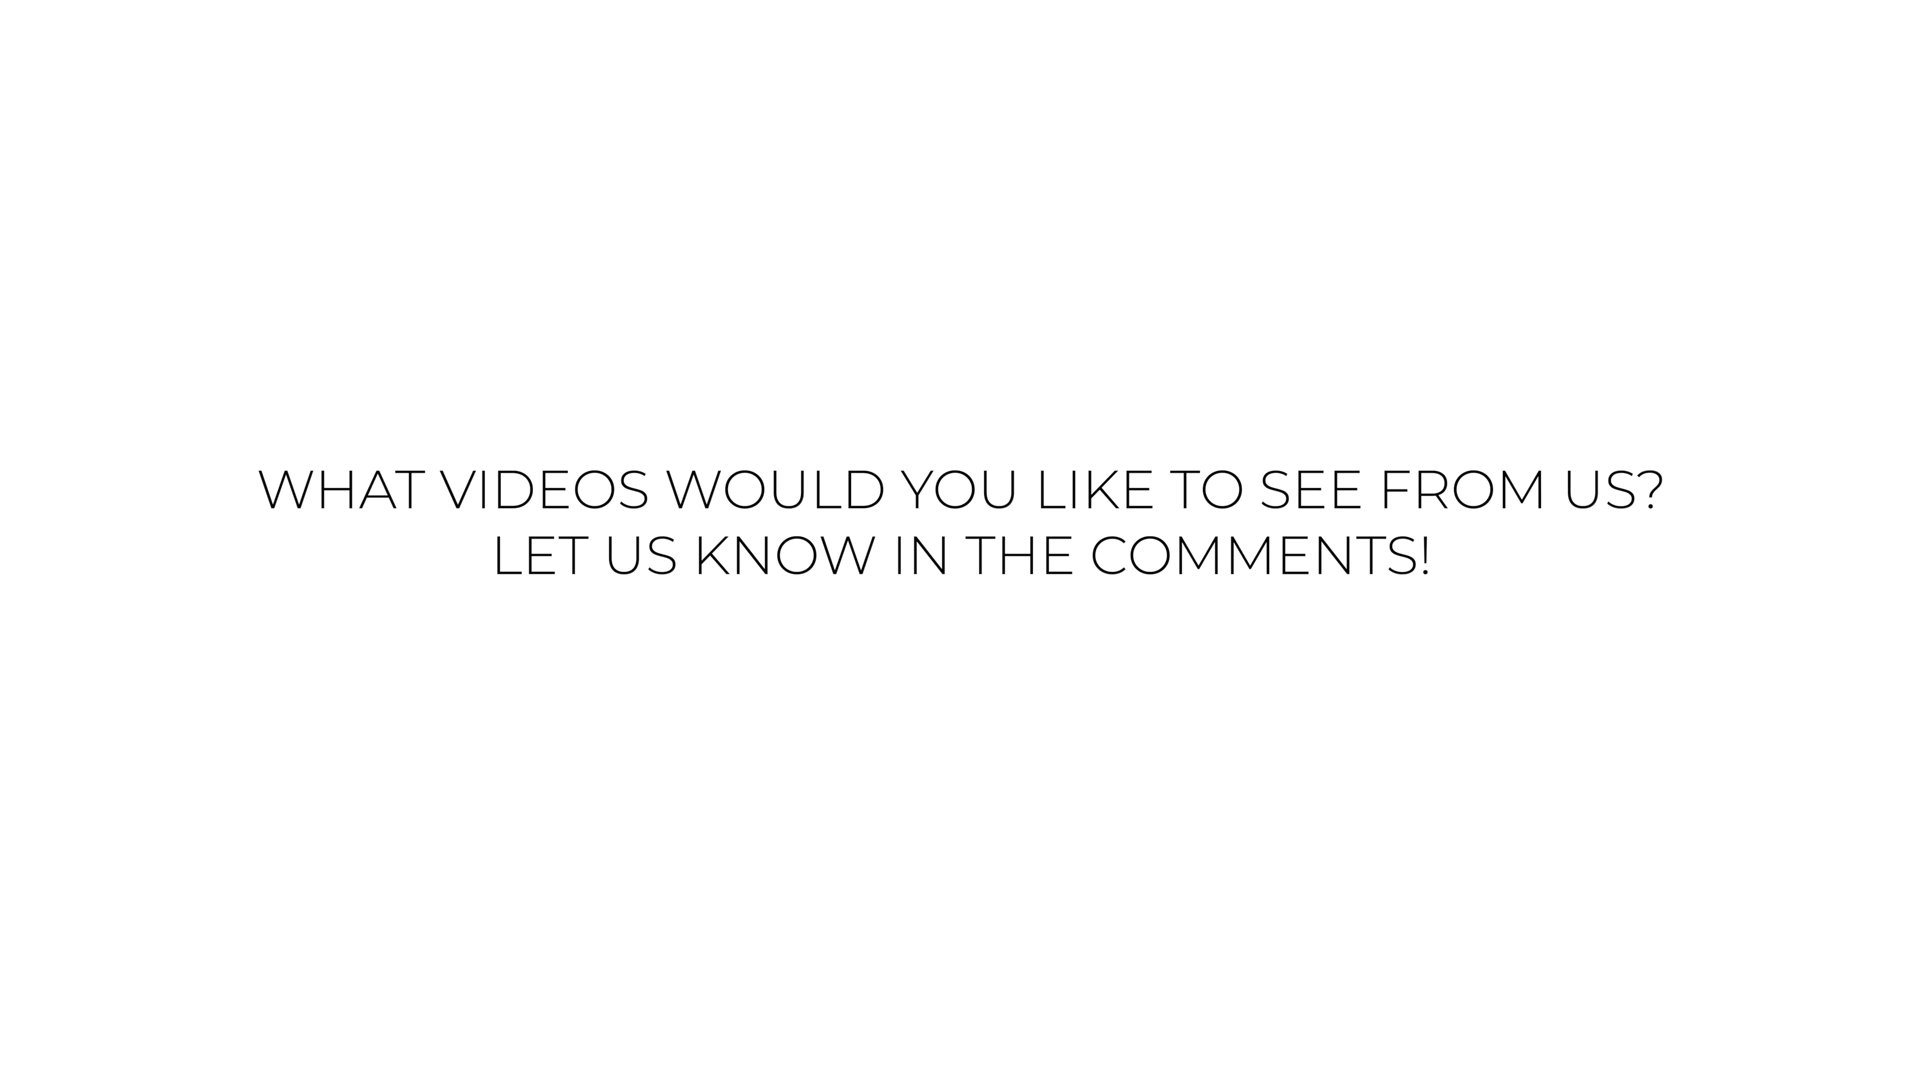 WHAT VIDEOS WOULD YOU LIKE TO SEE FROM US?
LET US KNOW IN THE COMMENTS!